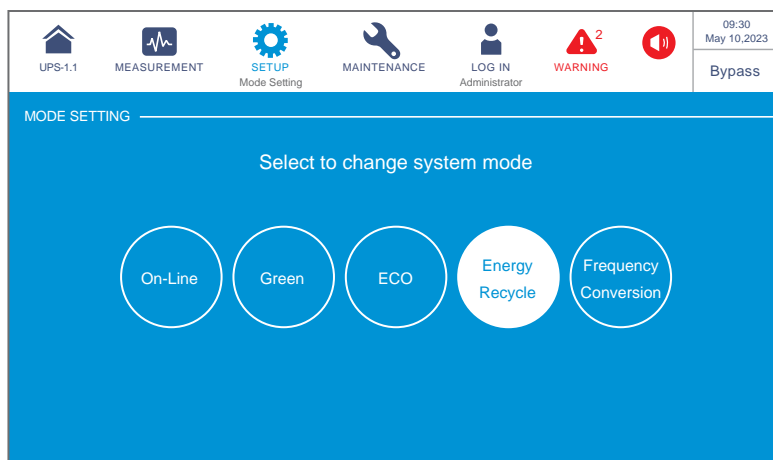 UPS-1.1
MEASUREMENT
SETUP
Mode Setting
MAINTENANCE
LOG IN
Administrator
2
WARNING
09:30
May 10,2023
Bypass
MODE SETTING
Select to change system mode
On-Line
Green
ECO
Energy
Recycle
Frequency
Conversion